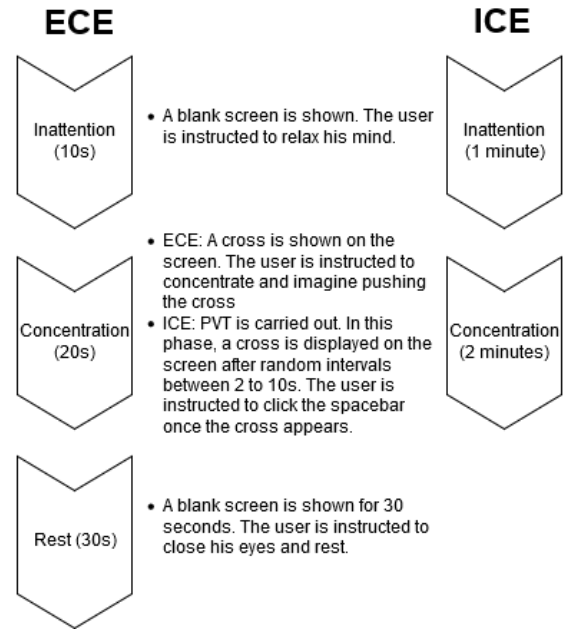 ECE
ICE
Inattention
(10s)
• A blank screen is shown. The user
is instructed to relax his mind.
Inattention
(1 minute)
Concentration
(20s)
• ECE: A cross is shown on the
screen. The user is instructed to
concentrate and imagine pushing
the cross
• ICE: PVT is carried out. In this
phase, a cross is displayed on the
screen after random intervals
between 2 to 10s. The user is
instructed to click the spacebar
once the cross appears.
Concentration
(2 minutes)
Rest (30s)
• A blank screen is shown for 30
seconds. The user is instructed to
close his eyes and rest.